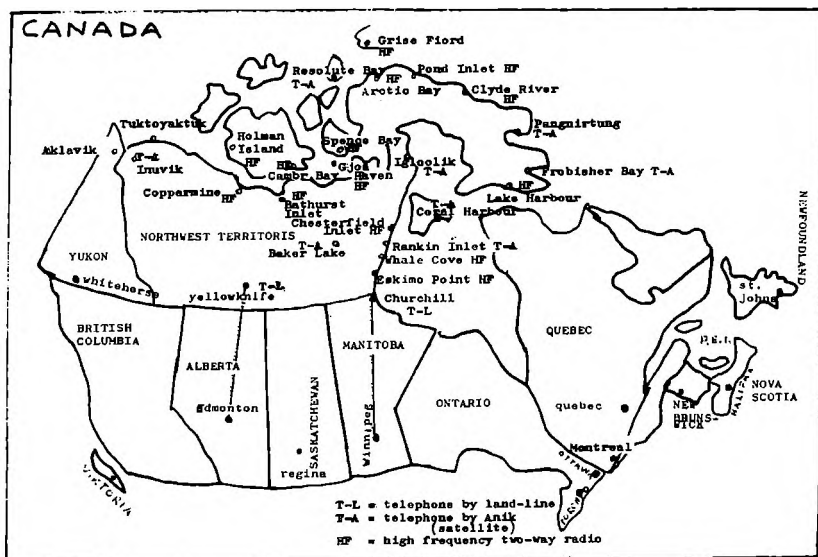 CANADA
Grise Fiord
HF
Resolute Bay
T-A
HF
Pond Inlet HF
Arctic Bay
Clyde River
HF
Tuktoyaktuk
Pangnirtung
T-A
Aklavik
Holman
Island
HF
Spence Bay
HF
T-A
Inuvik
Igloolik
T-A
Gjoa
Haven
HF
Cambr Bay
Frobisher Bay T-A
Coppermine
HF
HF
Bathurst
Inlet
HF
Lake Harbour
T-A
Coral Harbour
Chesterfield
Inlet HF
NORTHWEST TERRITORIS
T-A
Baker Lake
Rankin Inlet T-A
Whale Cove HF
Eskimo Point HF
NEWFOUNDLAND
YUKON
whitehorse
T-L
yellowknife
Churchill
T-L
st.
Johns
BRITISH
COLUMBIA
ALBERTA
MANITOBA
QUEBEC
P.E.I.
SASKATCHEWAN
ONTARIO
Edmonton
Winnipeg
quebec
NEW
BRUNS-
WICK
HALIFAX
NOVA
SCOTIA
regina
Montreal
OTTAWA
TORONTO
VIKTORIA
T-L = telephone by land-line
T-A = telephone by Anik
(satellite)
HF = high frequency two-way radio